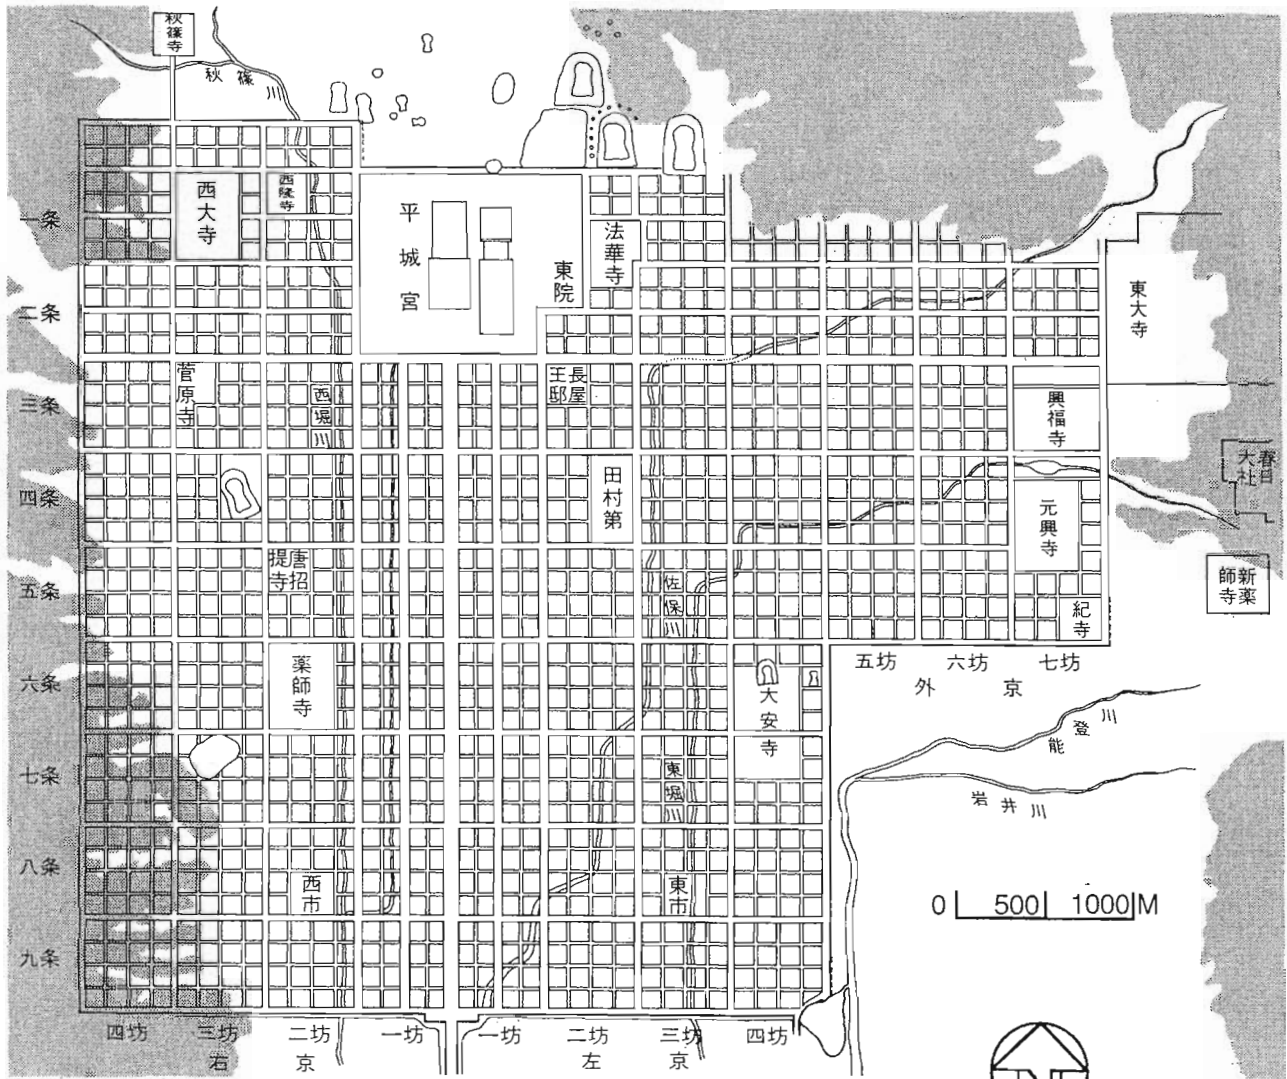 秋篠寺
秋篠川
西大寺
西隆寺
平城宮
東院
法華寺
東大寺
一条
二条
三条
四条
五条
六条
七条
八条
九条
菅原寺
西堀川
長屋王邸
興福寺
春日大社
田村第
元興寺
唐招提寺
佐保川
新薬師寺
紀寺
五坊
六坊
七坊
外京
薬師寺
大安寺
能登川
岩井川
東堀川
西市
東市
0 500 1000M
四坊
三坊
二坊
一坊
一坊
二坊
三坊
四坊
右京
左京